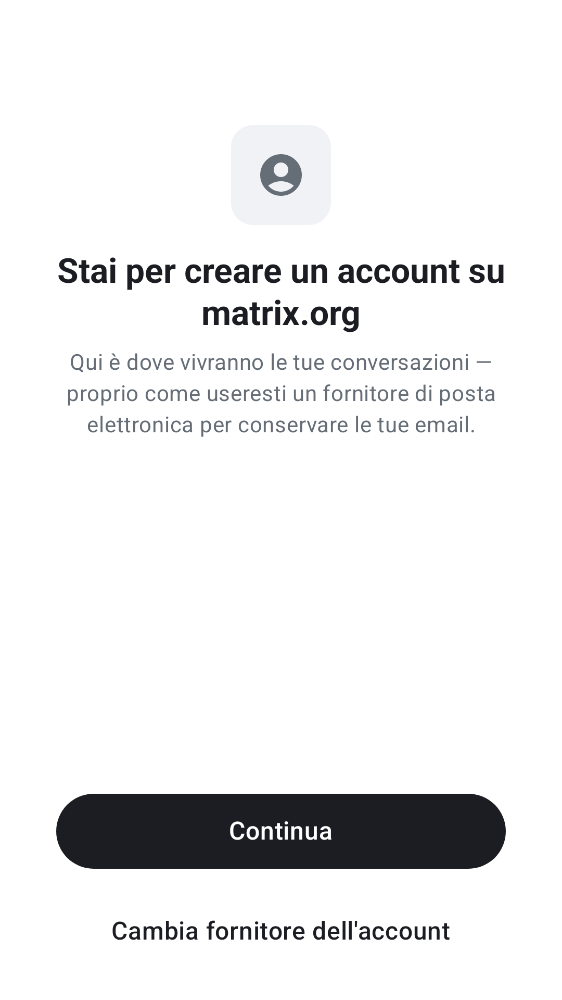 Stai per creare un account su
matrix.org
Qui è dove vivranno le tue conversazioni —
proprio come useresti un fornitore di posta
elettronica per conservare le tue email.
Continua
Cambia fornitore dell'account